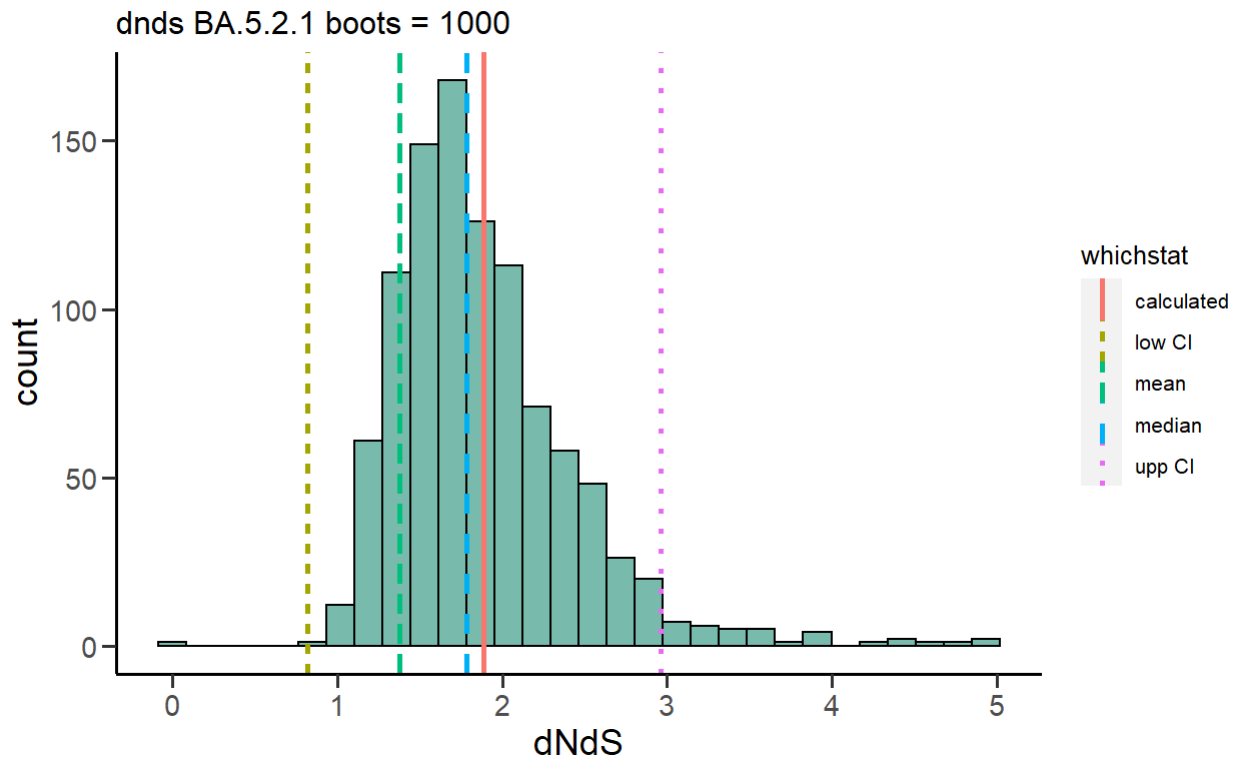 dnds BA.5.2.1 boots = 1000
150
100
50
0
count
0 1 2 3 4 5
dNdS
whichstat
calculated
low CI
mean
median
upp CI